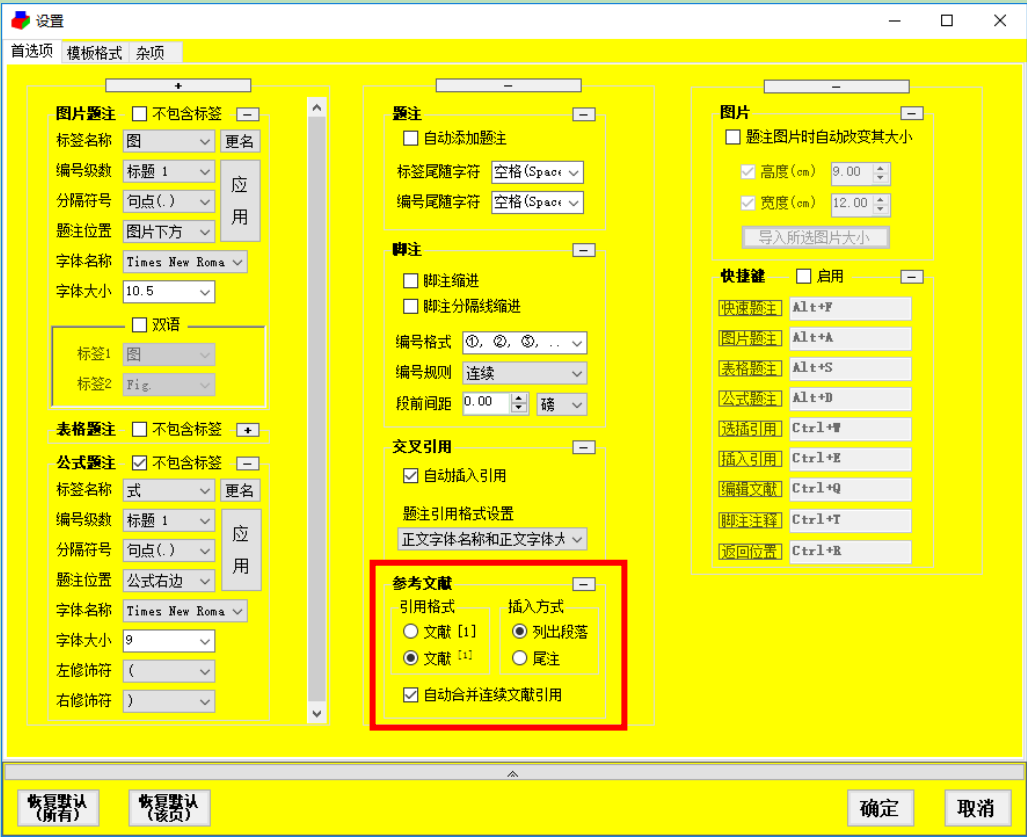 设置
首选项 模板格式 杂项
+
图片题注 不包含标签 -
标签名称 图 更名
编号级数 标题 1
应用
分隔符号 句点(.)
题注位置 图片下方
字体名称 Times New Roma
字体大小 10.5
双语
标签1 图
标签2 Fig.
表格题注 不包含标签 +
公式题注 不包含标签 -
标签名称 式 更名
编号级数 标题 1
应用
分隔符号 句点(.)
题注位置 公式右边
字体名称 Times New Roma
字体大小 9
左修饰符 (
右修饰符 )
-
题注 -
自动添加题注
标签尾随字符 空格(Space
编号尾随字符 空格(Space
脚注 -
脚注缩进
脚注分隔线缩进
编号格式 ①, ②, ③, ..
编号规则 连续
段前间距 0.00 磅
交叉引用 -
自动插入引用
题注引用格式设置
正文字体名称和正文字体大
参考文献 -
引用格式 插入方式
文献 [1] 列出段落
文献 [1] 尾注
自动合并连续文献引用
-
图片 -
题注图片时自动改变其大小
高度(cm) 9.00
宽度(cm) 12.00
导入所选图片大小
快捷键 启用 -
快速题注 Alt+F
图片题注 Alt+A
表格题注 Alt+S
公式题注 Alt+D
选插引用 Ctrl+W
插入引用 Ctrl+E
编辑文献 Ctrl+Q
脚注注释 Ctrl+T
返回位置 Ctrl+R
恢复默认
(所有)
恢复默认
(该页)
确定 取消